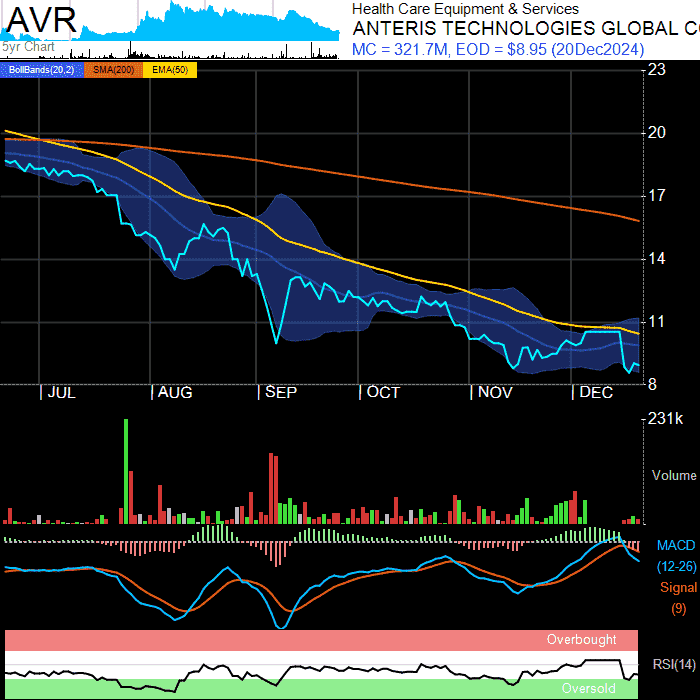 AVR
5yr Chart
Health Care Equipment & Services
ANTERIS TECHNOLOGIES GLOBAL CO
MC = 321.7M, EOD = $8.95 (20Dec2024)
BollBands(20,2) SMA(200) EMA(50)
23
20
17
14
11
8
JUL AUG SEP OCT NOV DEC
231k
Volume
MACD
(12-26)
Signal
(9)
Overbought
RSI(14)
Oversold